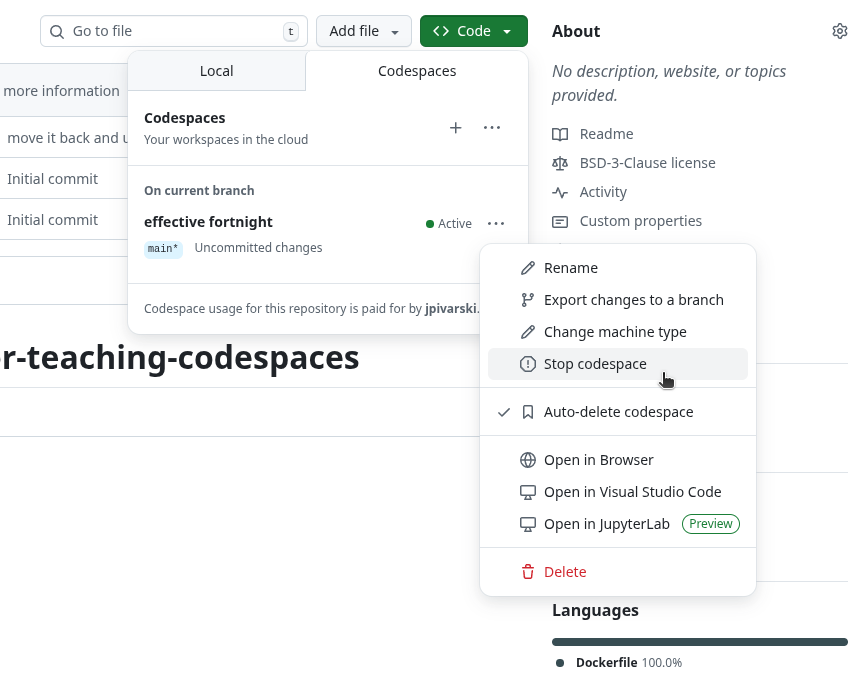 Go to file
t
Add file
Code
About
Local
Codespaces
No description, website, or topics
provided.
more information
Codespaces
Your workspaces in the cloud
Readme
move it back and
BSD-3-Clause license
Initial commit
On current branch
Activity
Initial commit
effective fortnight
Active
Custom properties
main*
Uncommitted changes
Rename
Export changes to a branch
Codespace usage for this repository is paid for by jpivarski.
Change machine type
r-teaching-codespaces
Stop codespace
Auto-delete codespace
Open in Browser
Open in Visual Studio Code
Open in JupyterLab
Preview
Delete
Languages
Dockerfile 100.0%